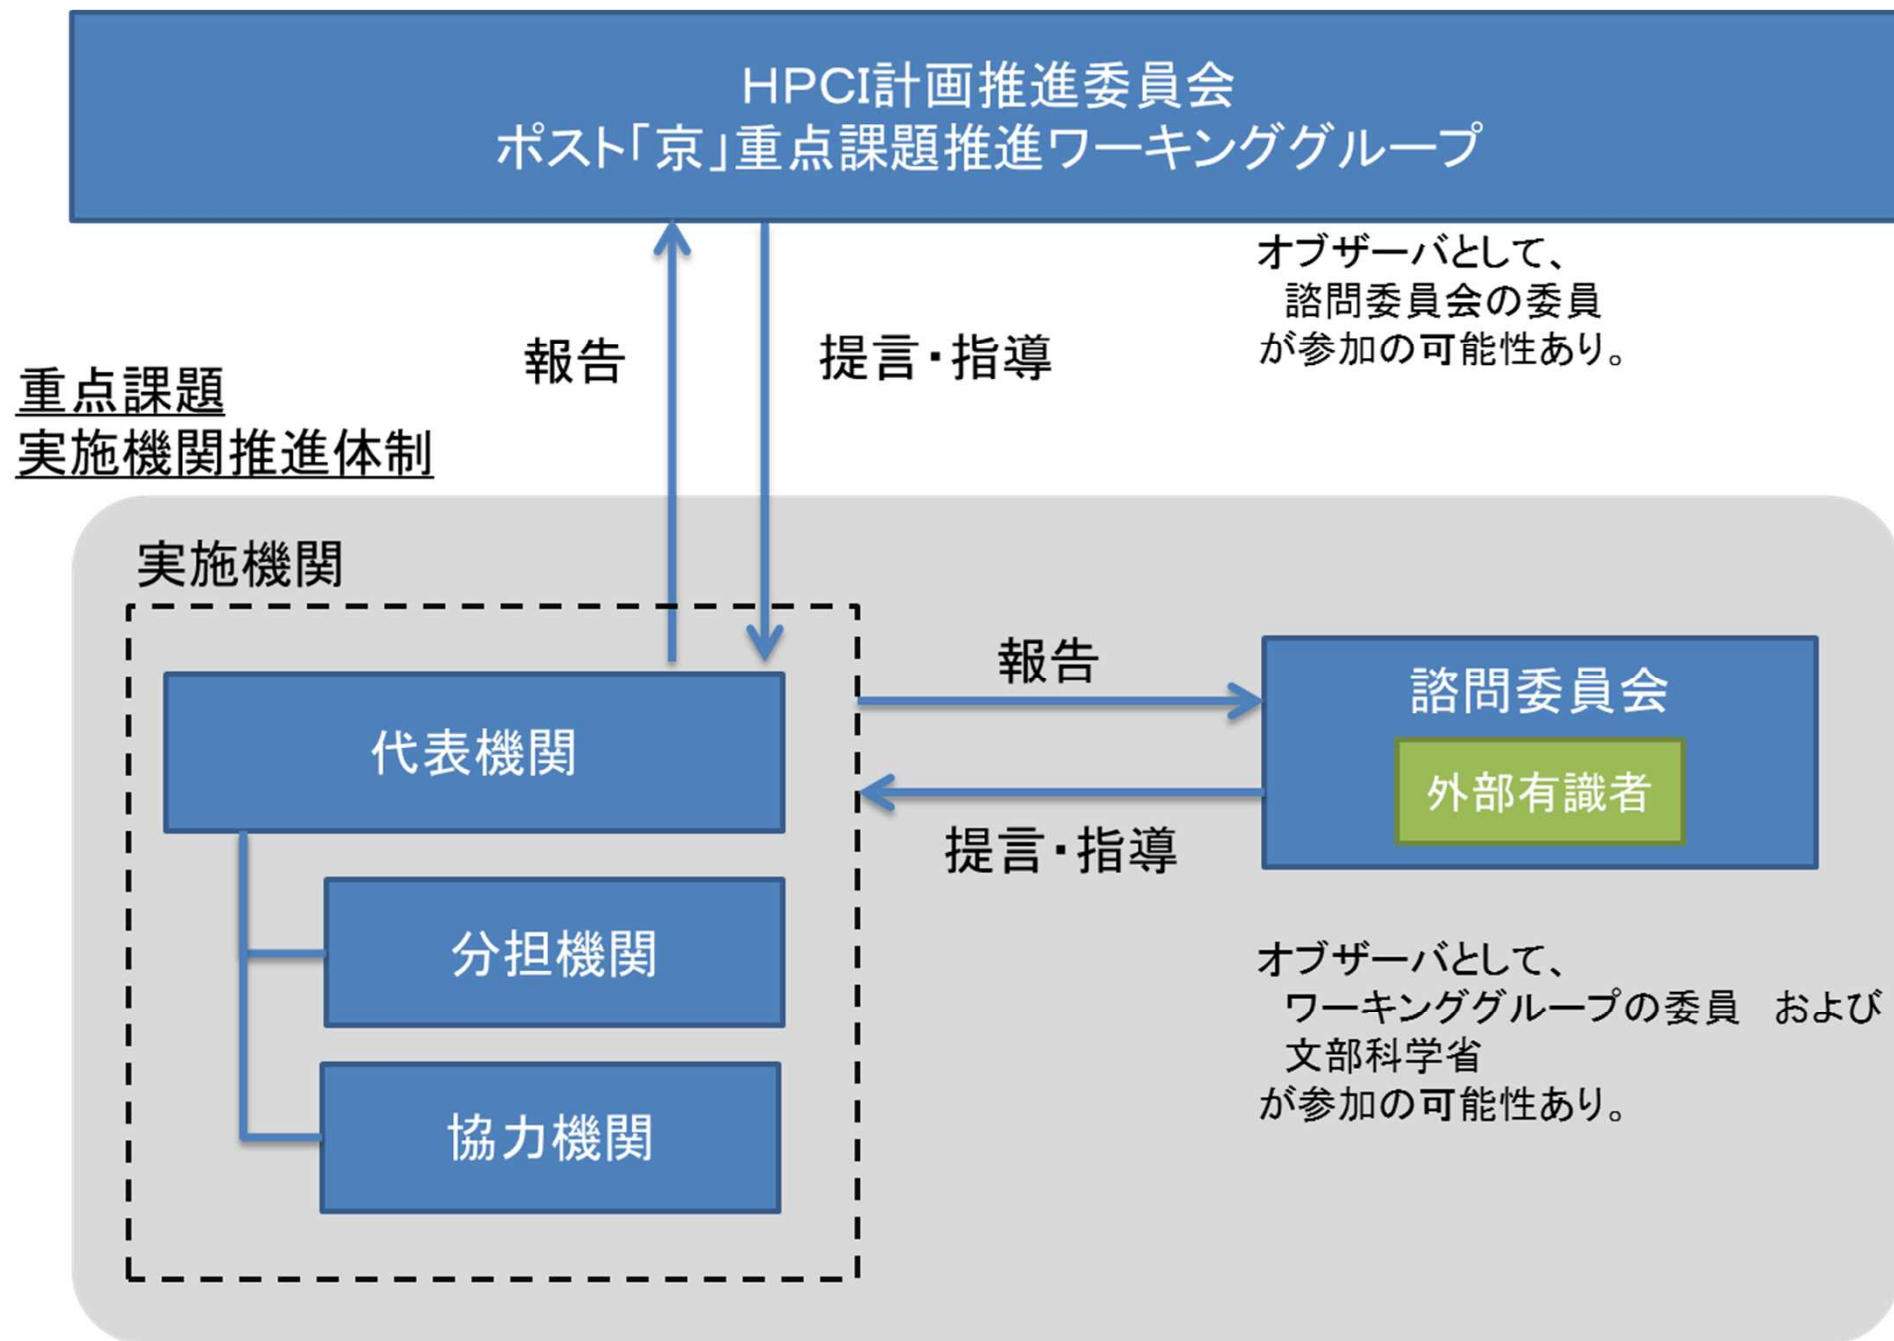 HPCI計画推進委員会
ポスト「京」重点課題推進ワーキンググループ
オブザーバとして、
諮問委員会の委員
が参加の可能性あり。
報告
提言・指導
重点課題
実施機関推進体制
実施機関
代表機関
分担機関
協力機関
報告
提言・指導
諮問委員会
外部有識者
オブザーバとして、
ワーキンググループの委員　および
文部科学省
が参加の可能性あり。